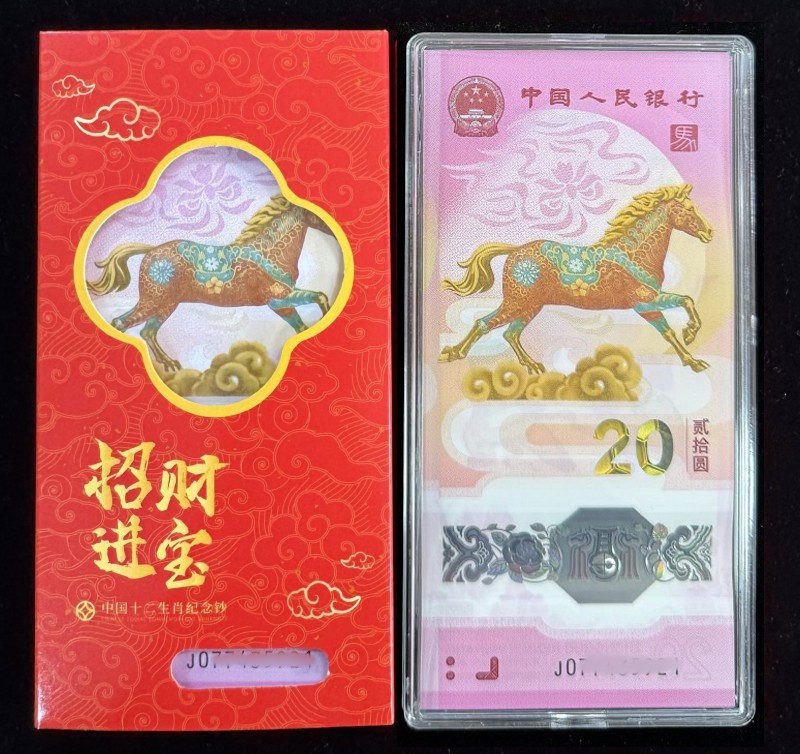 招财
进宝
中国十二生肖纪念钞
中国人民银行
馬
20
贰拾圆